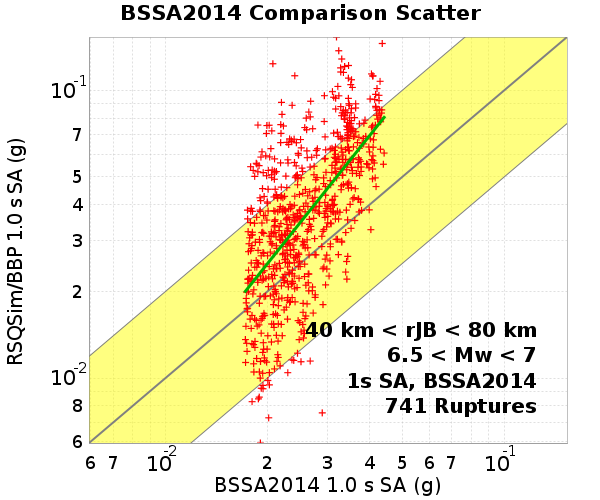 BSSA2014 Comparison Scatter
RSQSim/BBP 1.0 s SA (g)
10-1
7
5
4
3
2
10-2
8
6
40 km < rJB < 80 km
6.5 < Mw < 7
1s SA, BSSA2014
741 Ruptures
6 7 10-2 2 3 4 5 6 7 10-1
BSSA2014 1.0 s SA (g)